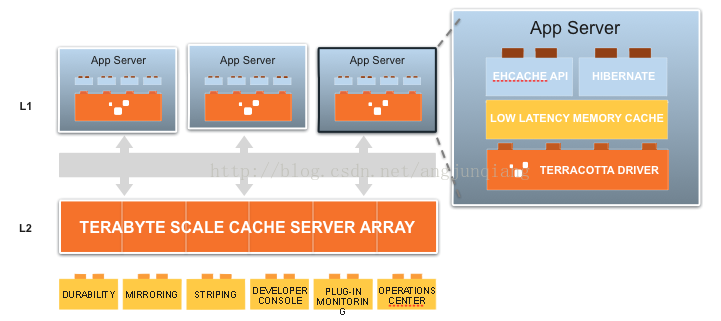 App Server
App Server
App Server
L1
App Server
EHCACHE API
HIBERNATE
LOW LATENCY MEMORY CACHE
TERRACOTTA DRIVER
http://blog.csdn.net/
L2
TERABYTE SCALE CACHE SERVER ARRAY
DURABILITY
MIRRORING
STRIPING
DEVELOPER
CONSOLE
PLUG-IN
MONITORIN
G
OPERATIONS
CENTER